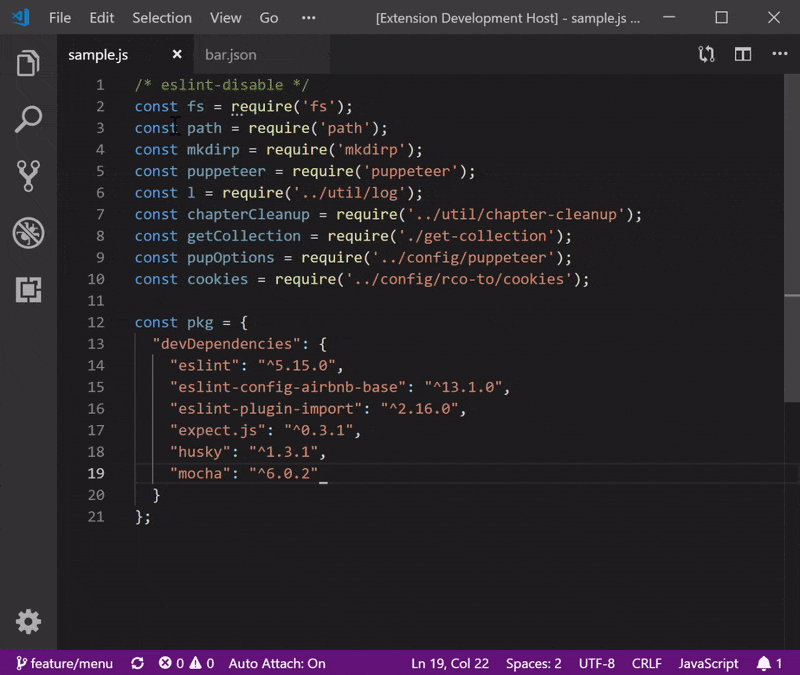 File Edit Selection View Go ··· [Extension Development Host] - sample.js ...
sample.js bar.json
1 /* eslint-disable */
2 const fs = require('fs');
3 const path = require('path');
4 const mkdirp = require('mkdirp');
5 const puppeteer = require('puppeteer');
6 const l = require('../util/log');
7 const chapterCleanup = require('../util/chapter-cleanup');
8 const getCollection = require('./get-collection');
9 const pupOptions = require('../config/puppeteer');
10 const cookies = require('../config/rco-to/cookies');
11
12 const pkg = {
13 "devDependencies": {
14 "eslint": "^5.15.0",
15 "eslint-config-airbnb-base": "^13.1.0",
16 "eslint-plugin-import": "^2.16.0",
17 "expect.js": "^0.3.1",
18 "husky": "^1.3.1",
19 "mocha": "^6.0.2"
20 }
21 };
feature/menu 0 0 Auto Attach: On Ln 19, Col 22 Spaces: 2 UTF-8 CRLF JavaScript 1